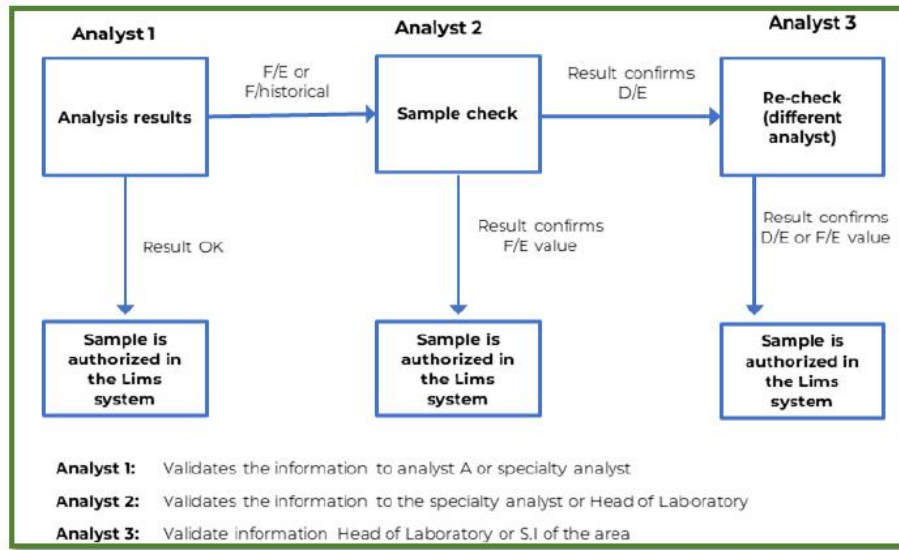 Analyst 1
Analyst 2
Analyst 3
Analysis results
F/E or
F/historical
Sample check
Result confirms
D/E
Re-check
(different
analyst)
Result OK
Result confirms
F/E value
Result confirms
D/E or F/E value
Sample is
authorized in
the Lims
system
Sample is
authorized in
the Lims
system
Sample is
authorized in
the Lims
system
Analyst 1: Validates the information to analyst A or specialty analyst
Analyst 2: Validates the information to the specialty analyst or Head of Laboratory
Analyst 3: Validate information Head of Laboratory or S.I of the area